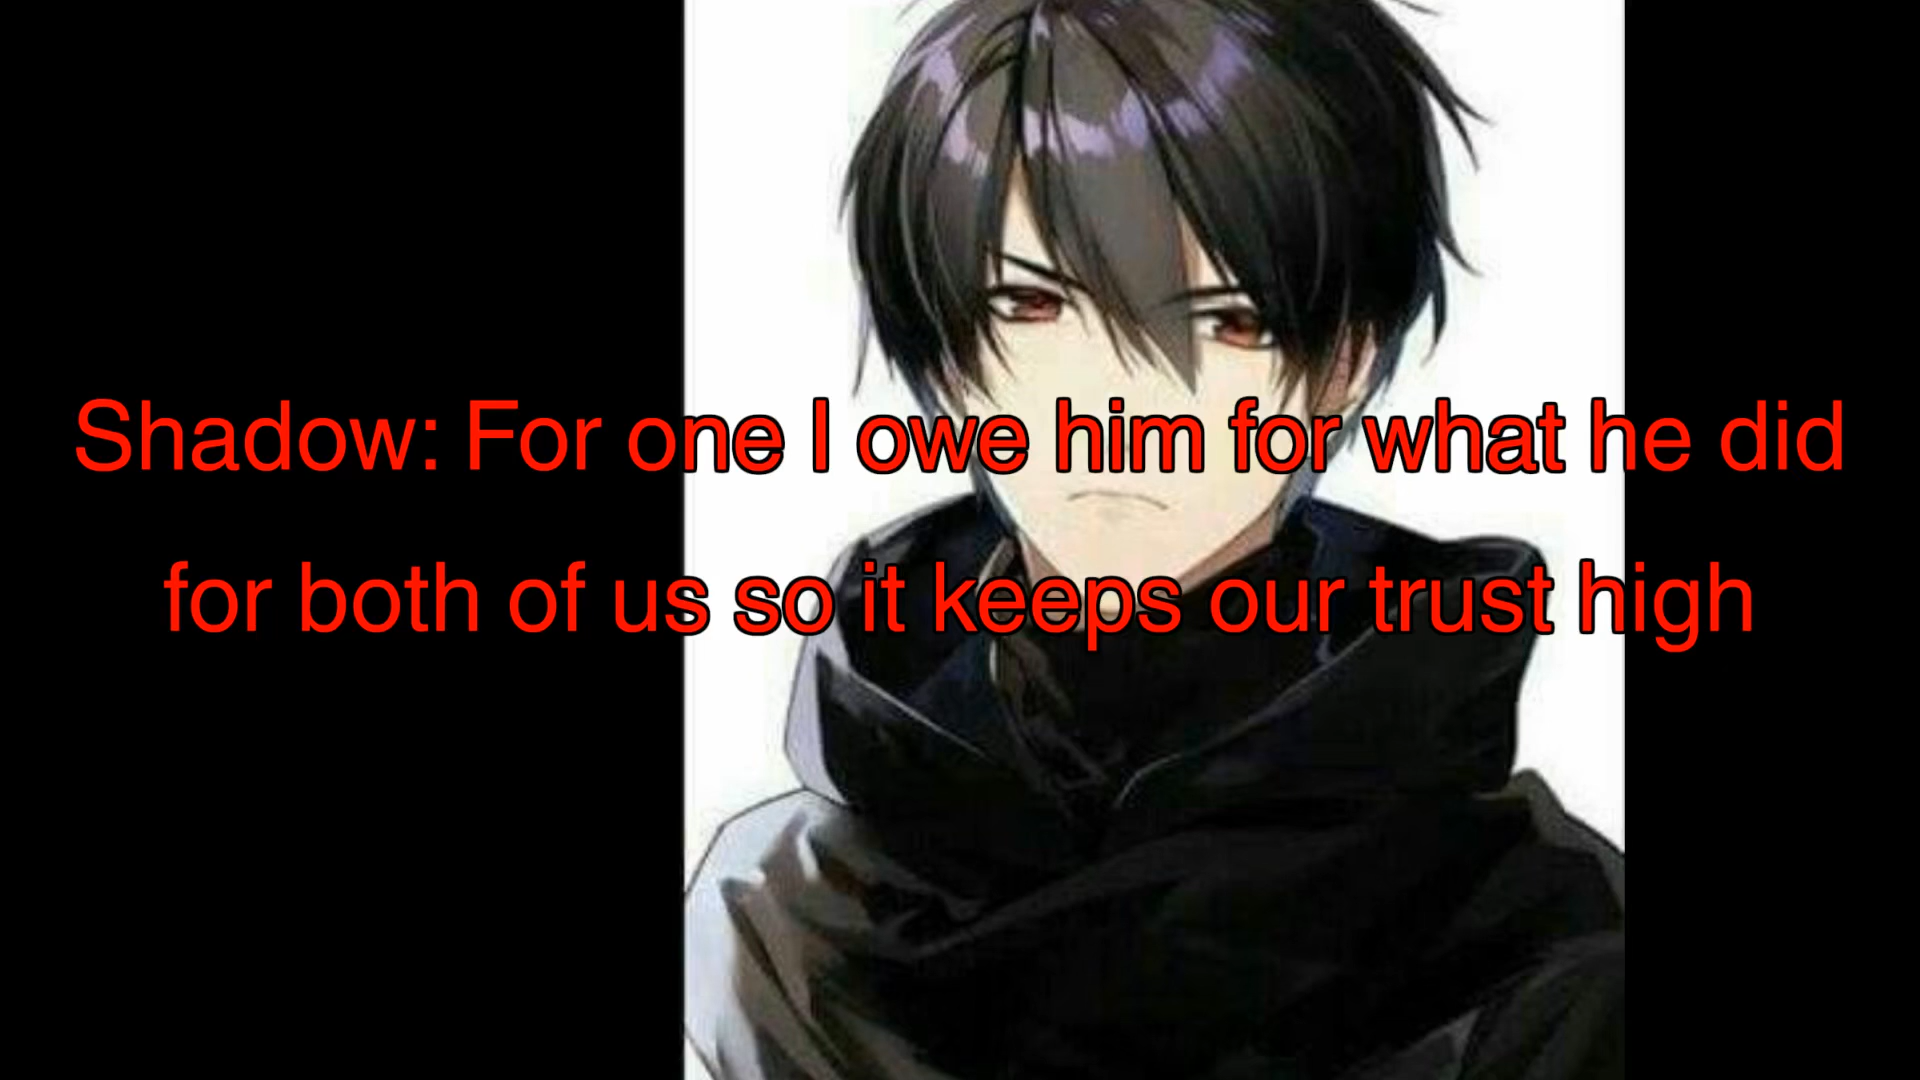 Shadow: For one I owe him for what he did
for both of us so it keeps our trust high